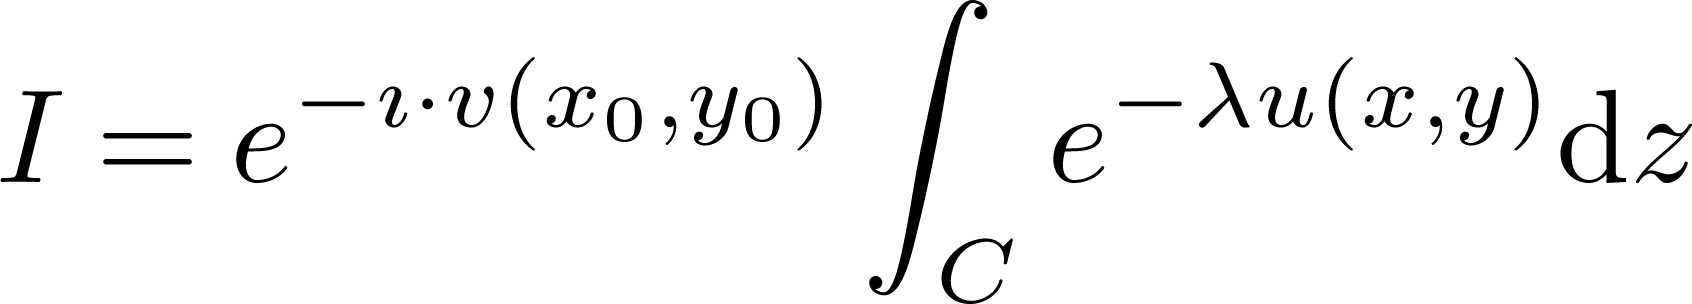 $I = e^{-\imath \cdot v(x_0, y_0)} \int_C e^{-\lambda u(x,y)} \mathrm{d}z$